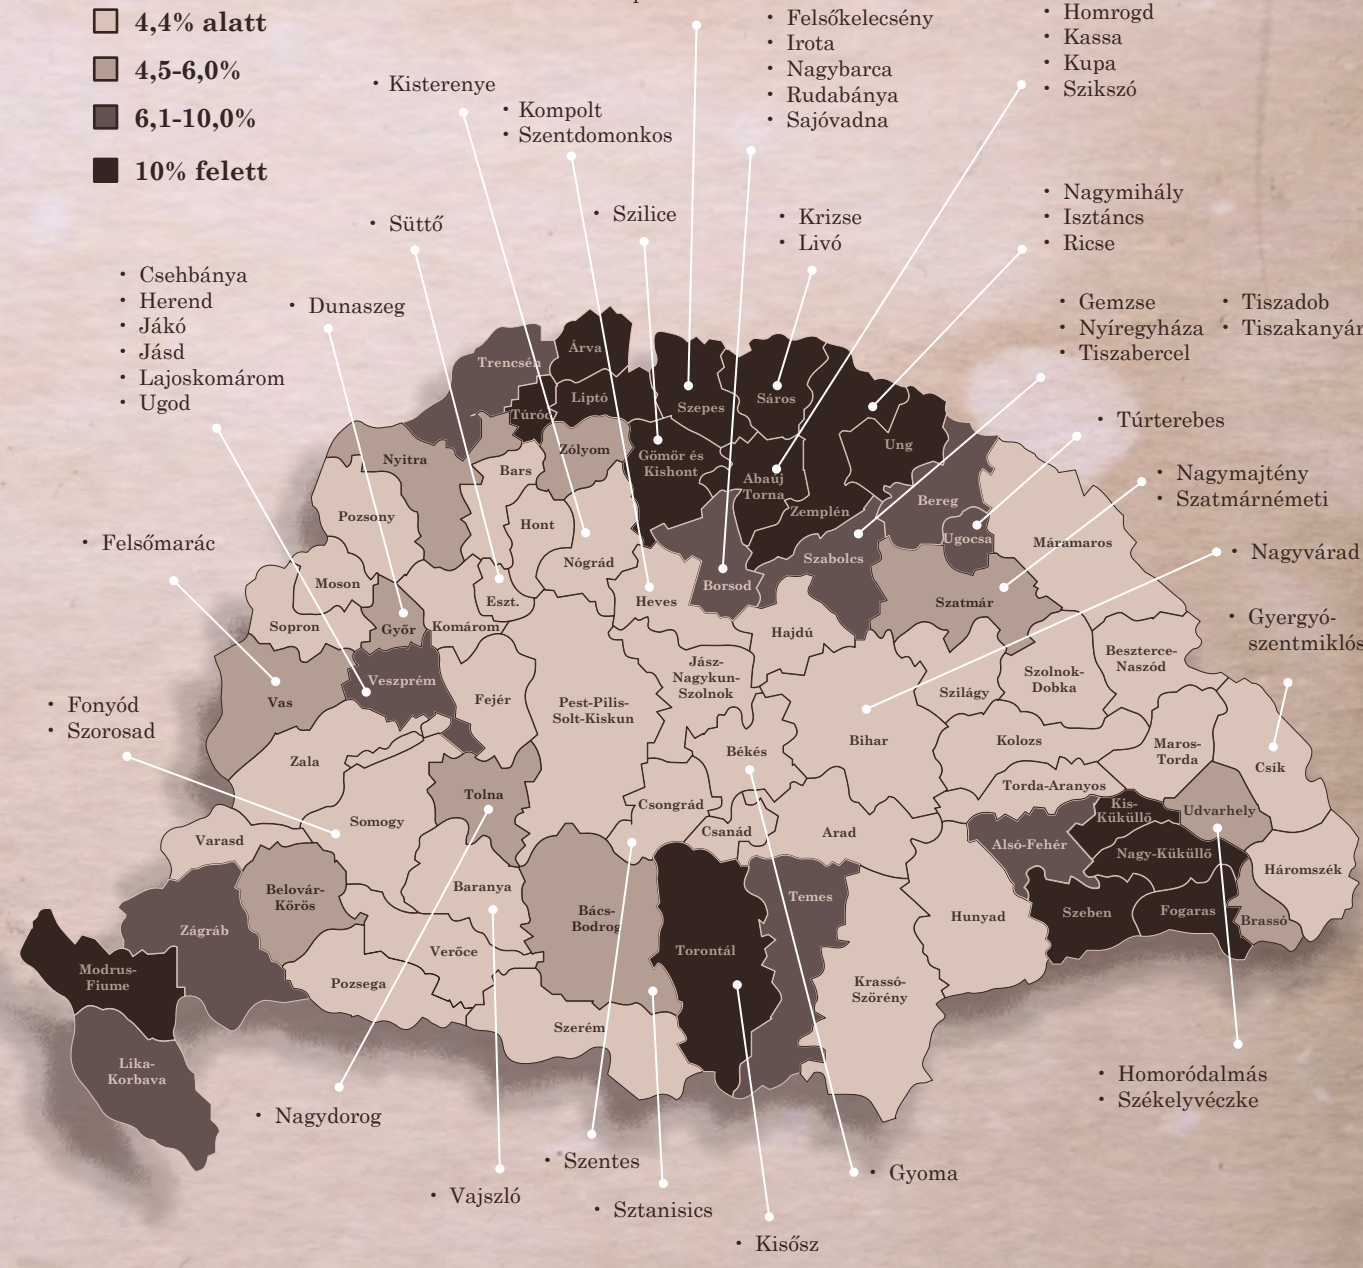 4,4% alatt
4,5-6,0%
6,1-10,0%
10% felett
• Kisterenye
• Kompolt
• Szentdomonkos
• Felsőkelecsény
• Irota
• Nagybarca
• Rudabánya
• Sajóvadna
• Homrogd
• Kassa
• Kupa
• Szikszó
• Süttő
• Szilice
• Krizse
• Livó
• Nagymihály
• Isztáncs
• Ricse
• Csehbánya
• Herend
• Jákó
• Jásd
• Lajoskomárom
• Ugod
• Dunaszeg
• Gemzse
• Nyíregyháza
• Tiszabercel
• Tiszadob
• Tiszakanyár
• Túrterebes
• Nagymajtény
• Szatmárnémeti
• Felsőmarác
• Nagyvárad
• Gyergyó-
szentmiklós
• Fonyód
• Szorosad
Trencsén
Árva
Liptó
Túróc
Szepes
Sáros
Nyitra
Bars
Zólyom
Gömör és
Kishont
Abaúj
Torna
Ung
Zemplén
Bereg
Ugocsa
Máramaros
Pozsony
Hont
Nógrád
Moson
Eszt.
Heves
Borsod
Szabolcs
Szatmár
Sopron
Győr
Komárom
Hajdú
Vas
Veszprém
Fejér
Pest-Pilis-
Solt-Kiskun
Jász-
Nagykun-
Szolnok
Szilágy
Szolnok-
Doboka
Beszterce-
Naszód
Zala
Békés
Bihar
Kolozs
Maros-
Torda
Csík
Tolna
Somogy
Csongrád
Csanád
Arad
Torda-Aranyos
Kis-
Küküllő
Udvarhely
Varasd
Alsó-Fehér
Nagy-Küküllő
Háromszék
Belovár-
Körös
Baranya
Bács-
Bodrog
Temes
Hunyad
Szeben
Fogaras
Brassó
Zágráb
Verőce
Torontál
Modrus-
Fiume
Pozsega
Krassó-
Szörény
Szerém
Lika-
Korbava
• Homoródalmás
• Székelyvéczke
• Nagydorog
• Szentes
• Gyoma
• Vajszló
• Sztanisics
• Kisősz